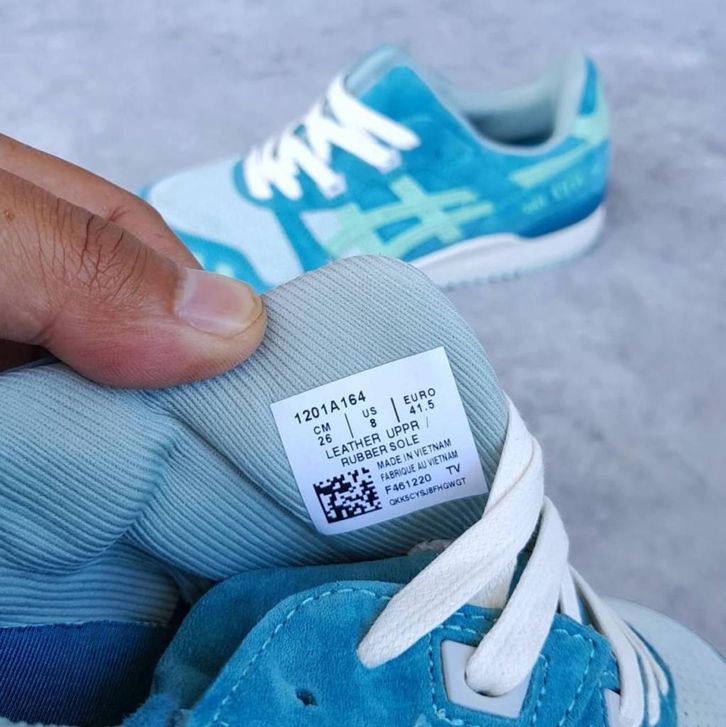 1201A164
CM | US | EURO
26 | 8 | 41.5
LEATHER UPPR /
RUBBER SOLE
MADE IN VIETNAM
FABRIQUE AU VIETNAM
F461220 TV
QKK5CYSJ8FHGWGT